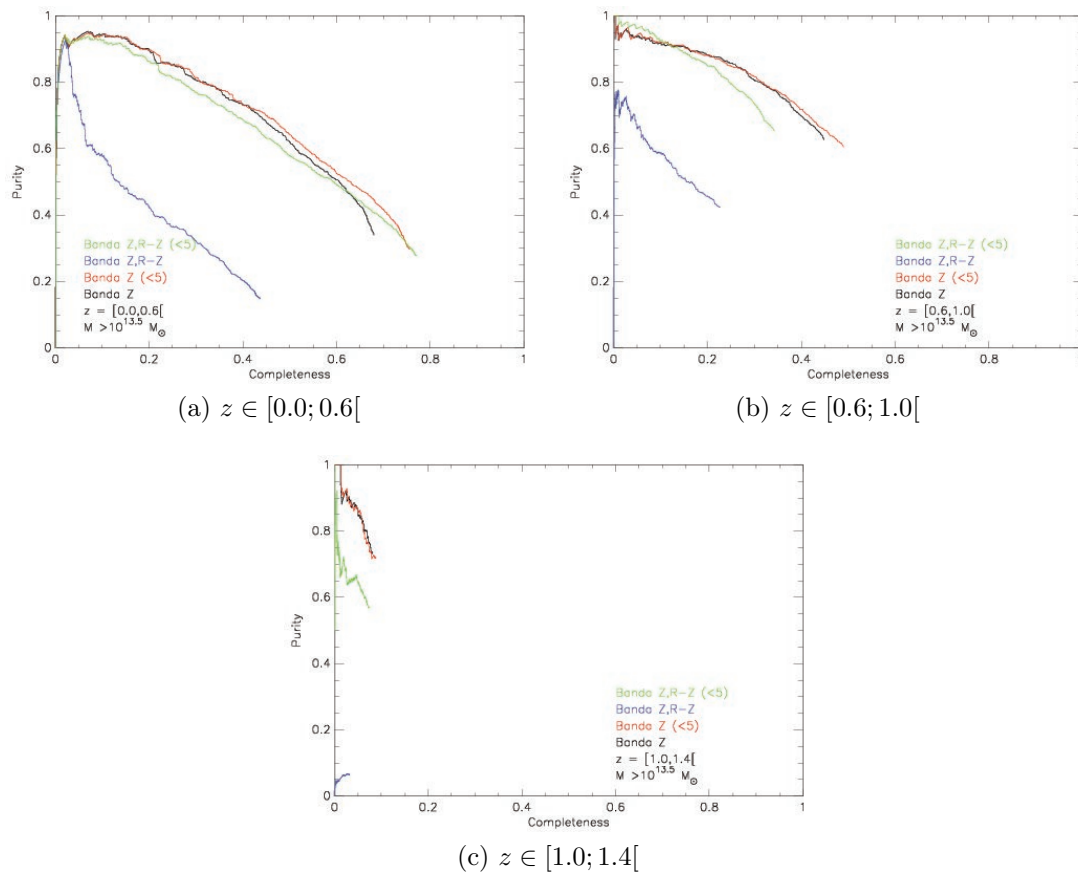 1
0.8
0.6
0.4
0.2
0
Purity
Banda Z,R-Z (<5)
Banda Z,R-Z
Banda Z (<5)
Banda Z
z = [0.0,0.6[
M >10^13.5 M⊙
0 0.2 0.4 0.6 0.8 1
Completeness
(a) z ∈ [0.0; 0.6[
1
0.8
0.6
0.4
0.2
0
Purity
Banda Z,R-Z (<5)
Banda Z,R-Z
Banda Z (<5)
Banda Z
z = [0.6,1.0[
M >10^13.5 M⊙
0 0.2 0.4 0.6 0.8
Completeness
(b) z ∈ [0.6; 1.0[
1
0.8
0.6
0.4
0.2
0
Purity
Banda Z,R-Z (<5)
Banda Z,R-Z
Banda Z (<5)
Banda Z
z = [1.0,1.4[
M >10^13.5 M⊙
0 0.2 0.4 0.6 0.8 1
Completeness
(c) z ∈ [1.0; 1.4[